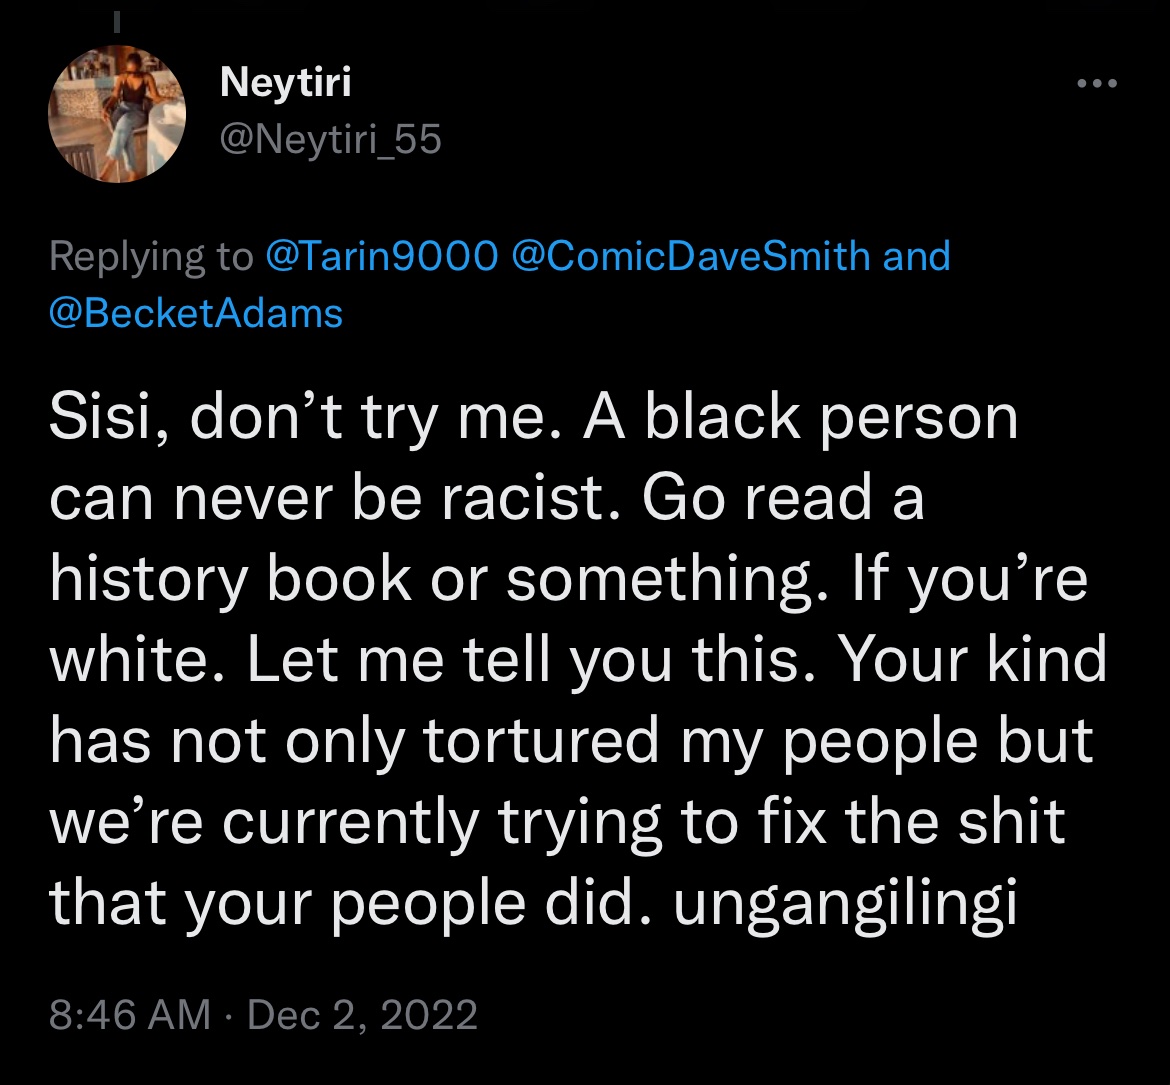 Neytiri
@Neytiri_55
Replying to @Tarin9000 @ComicDaveSmith and
@BecketAdams
Sisi, don’t try me. A black person
can never be racist. Go read a
history book or something. If you’re
white. Let me tell you this. Your kind
has not only tortured my people but
we’re currently trying to fix the shit
that your people did. ungangilingi
8:46 AM · Dec 2, 2022